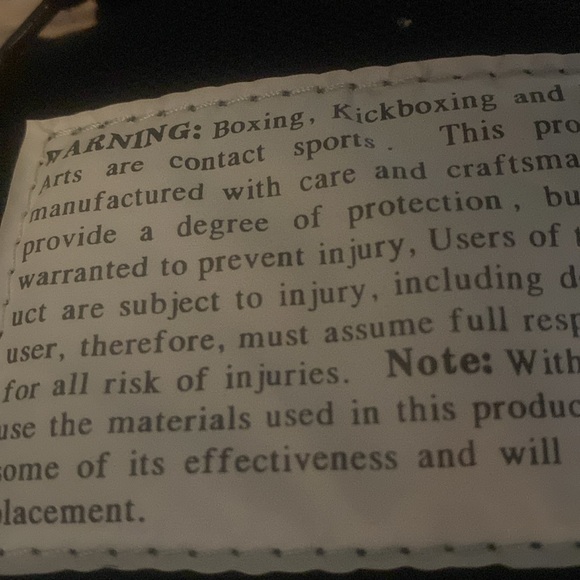 WARNING: Boxing, Kickboxing and
Arts are contact sports. This pro
manufactured with care and craftsma
provide a degree of protection, bu
warranted to prevent injury, Users of t
uct are subject to injury, including d
user, therefore, must assume full resp
for all risk of injuries. Note: With
use the materials used in this produc
ome of its effectiveness and will
lacement.